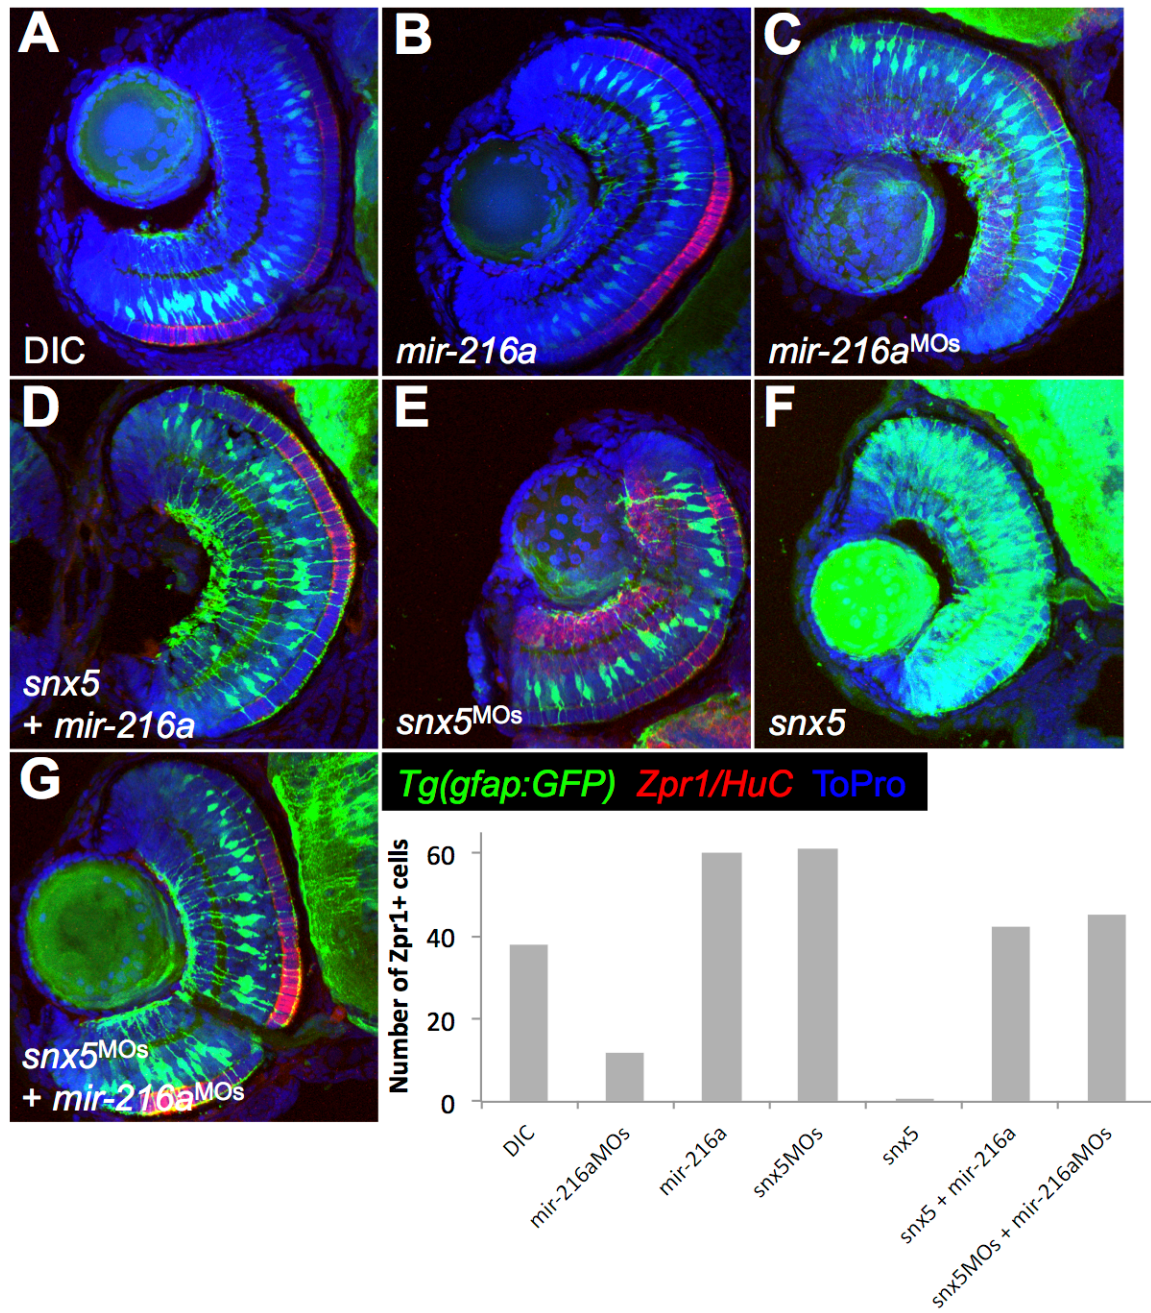 A
B
C
DIC
mir-216a
mir-216aMOs
D
E
F
snx5
+ mir-216a
snx5MOs
snx5
G
snx5MOs
+ mir-216aMOs
Tg(gfap:GFP) Zpr1/HuC ToPro
Number of Zpr1+ cells
60
40
20
0
DIC
mir-216aMOs
mir-216a
snx5MOs
snx5
snx5 + mir-216a
snx5MOs + mir-216aMOs